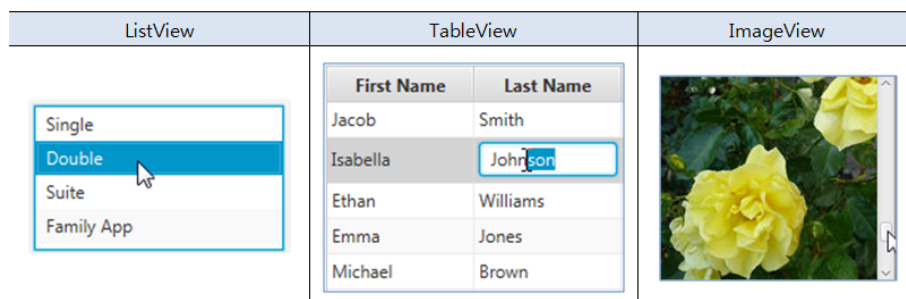 ListView
TableView
ImageView
Single
Double
Suite
Family App
First Name Last Name
Jacob Smith
Isabella Johnson
Ethan Williams
Emma Jones
Michael Brown